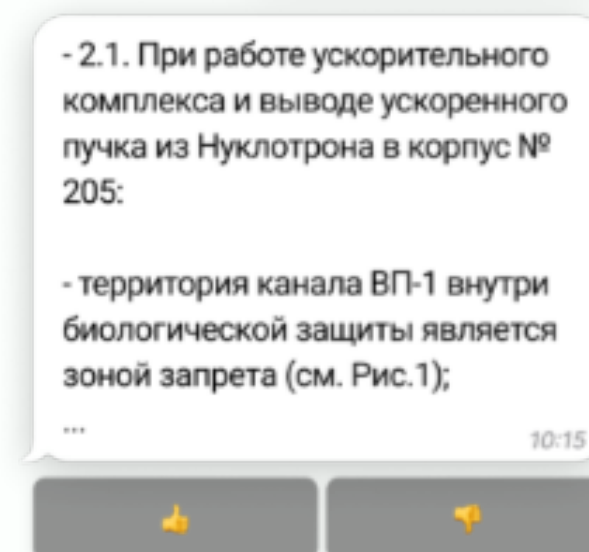 - 2.1. При работе ускорительного
комплекса и выводе ускоренного
пучка из Нуклотрона в корпус №
205:
- территория канала ВП-1 внутри
биологической защиты является
зоной запрета (см. Рис.1);
...
10:15